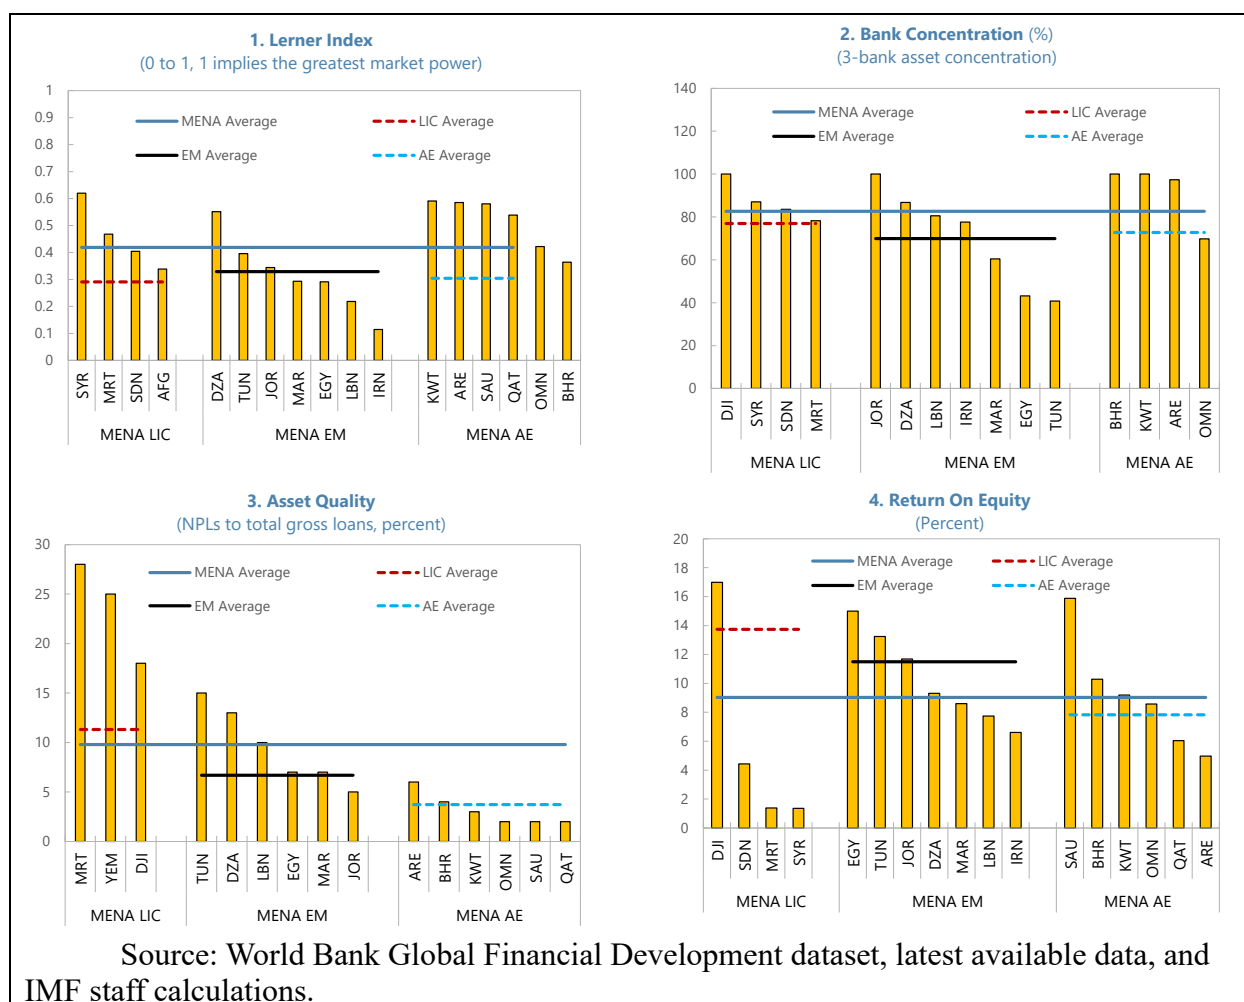 1. Lerner Index
(0 to 1, 1 implies the greatest market power)
1
0.9
0.8
0.7
0.6
0.5
0.4
0.3
0.2
0.1
0
MENA Average
LIC Average
EM Average
AE Average
SYR
MRT
SDN
AFG
DZA
TUN
JOR
MAR
EGY
LBN
IRN
KWT
ARE
SAU
QAT
OMN
BHR
MENA LIC
MENA EM
MENA AE
2. Bank Concentration (%)
(3-bank asset concentration)
140
120
100
80
60
40
20
0
MENA Average
LIC Average
EM Average
AE Average
DJI
SYR
SDN
MRT
JOR
DZA
LBN
IRN
MAR
EGY
TUN
BHR
KWT
ARE
OMN
MENA LIC
MENA EM
MENA AE
3. Asset Quality
(NPLs to total gross loans, percent)
30
25
20
15
10
5
0
MENA Average
LIC Average
EM Average
AE Average
MRT
YEM
DJI
TUN
DZA
LBN
EGY
MAR
JOR
ARE
BHR
KWT
OMN
SAU
QAT
MENA LIC
MENA EM
MENA AE
4. Return On Equity
(Percent)
20
18
16
14
12
10
8
6
4
2
0
MENA Average
LIC Average
EM Average
AE Average
DJI
SDN
MRT
SYR
EGY
TUN
JOR
DZA
MAR
LBN
IRN
SAU
BHR
KWT
OMN
QAT
ARE
MENA LIC
MENA EM
MENA AE
Source: World Bank Global Financial Development dataset, latest available data, and
IMF staff calculations.